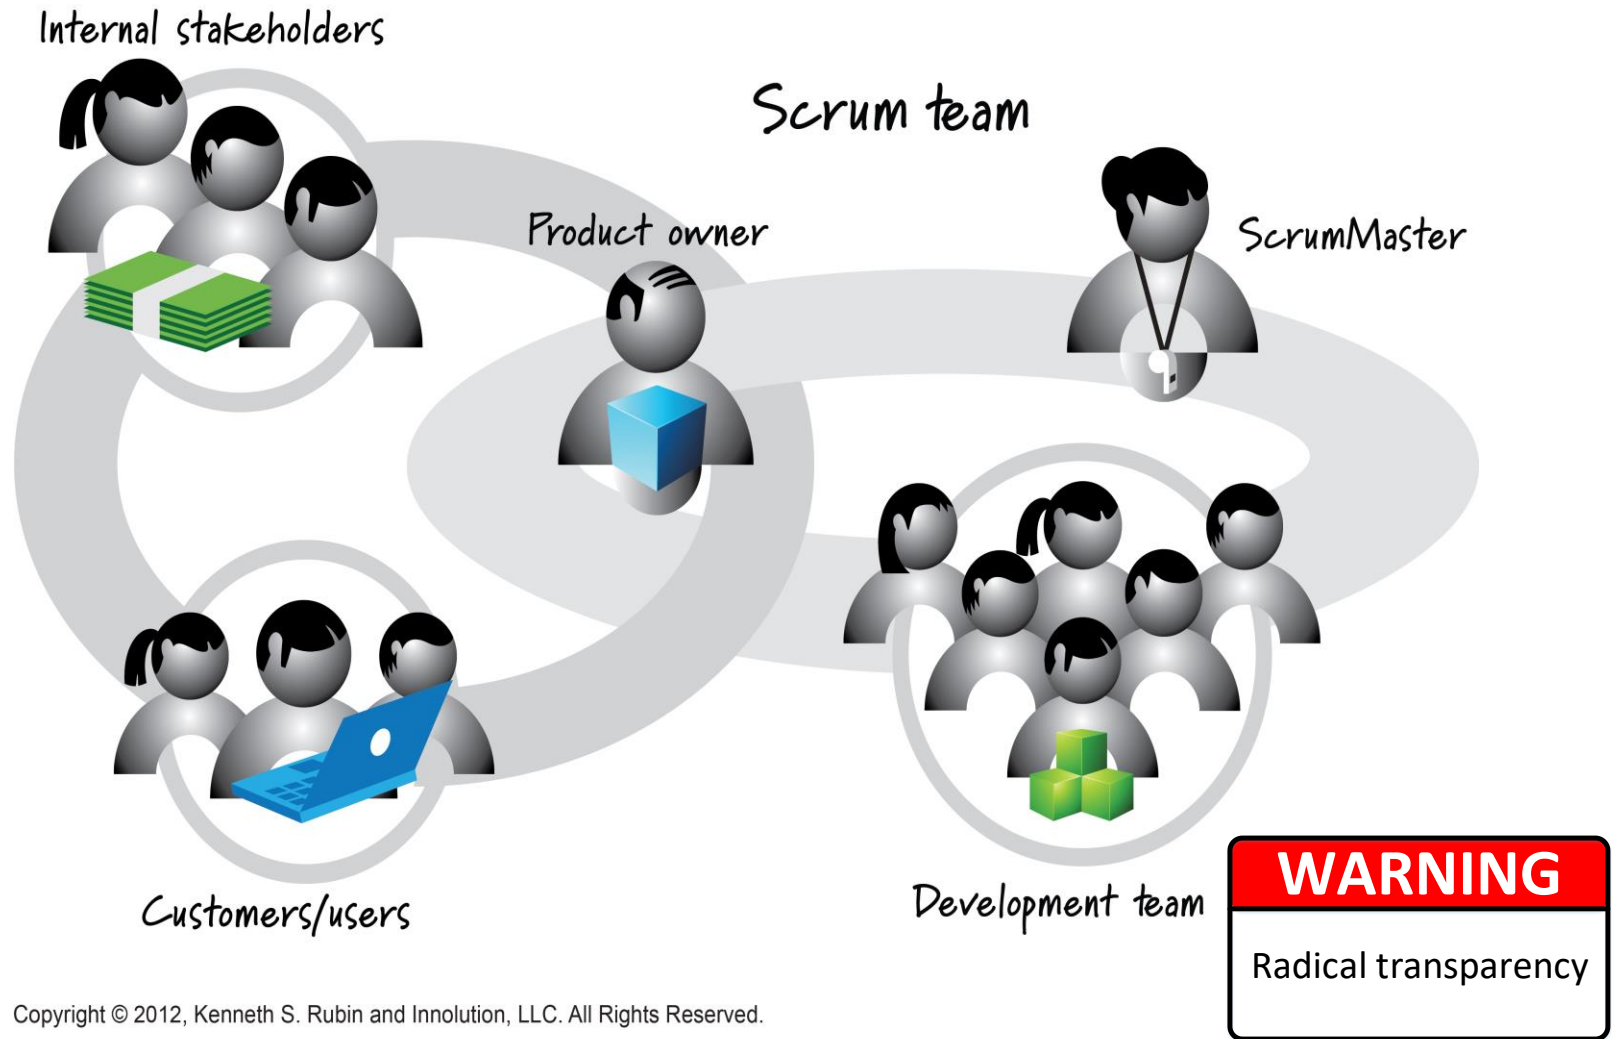 Internal stakeholders
Scrum team
Product owner
ScrumMaster
Customers/users
Development team
WARNING
Radical transparency
Copyright © 2012, Kenneth S. Rubin and Innolution, LLC. All Rights Reserved.